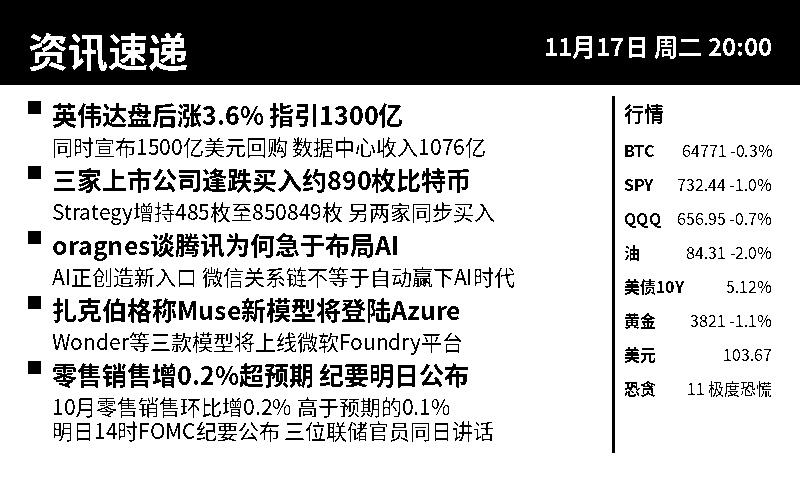 资讯速递
11月17日 周二 20:00
英伟达盘后涨3.6% 指引1300亿
同时宣布1500亿美元回购 数据中心收入1076亿
三家上市公司逢跌买入约890枚比特币
Strategy增持485枚至850849枚 另两家同步买入
oragnes谈腾讯为何急于布局AI
AI正创造新入口 微信关系链不等于自动赢下AI时代
扎克伯格称Muse新模型将登陆Azure
Wonder等三款模型将上线微软Foundry平台
零售销售增0.2%超预期 纪要明日公布
10月零售销售环比增0.2% 高于预期的0.1%
明日14时FOMC纪要公布 三位联储官员同日讲话
行情
BTC 64771 -0.3%
SPY 732.44 -1.0%
QQQ 656.95 -0.7%
油 84.31 -2.0%
美债10Y 5.12%
黄金 3821 -1.1%
美元 103.67
恐贪 11 极度恐慌